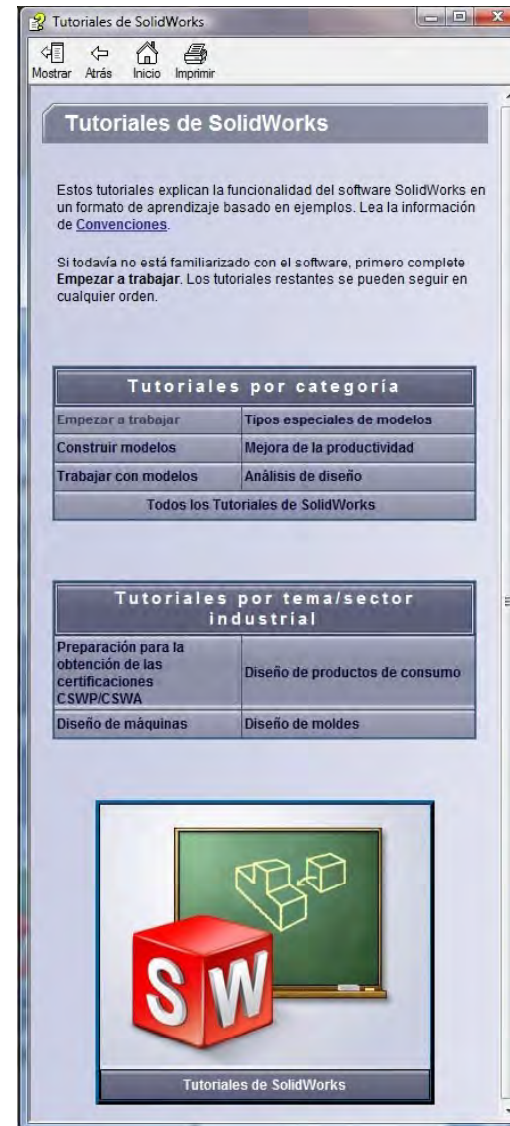 Tutoriales de SolidWorks
Mostrar Atrás Inicio Imprimir
Tutoriales de SolidWorks
Estos tutoriales explican la funcionalidad del software SolidWorks en
un formato de aprendizaje basado en ejemplos. Lea la información
de Convenciones.
Si todavía no está familiarizado con el software, primero complete
Empezar a trabajar. Los tutoriales restantes se pueden seguir en
cualquier orden.
Tutoriales por categoría
Empezar a trabajar Tipos especiales de modelos
Construir modelos Mejora de la productividad
Trabajar con modelos Análisis de diseño
Todos los Tutoriales de SolidWorks
Tutoriales por tema/sector
industrial
Preparación para la
obtención de las
certificaciones
CSWP/CSWA
Diseño de productos de consumo
Diseño de máquinas Diseño de moldes
S W
Tutoriales de SolidWorks